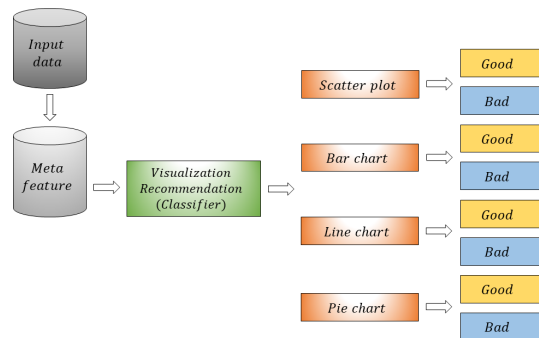 Input
data
Meta
feature
Visualization
Recommendation
(Classifier)
Scatter plot
Good
Bad
Bar chart
Good
Bad
Line chart
Good
Bad
Pie chart
Good
Bad